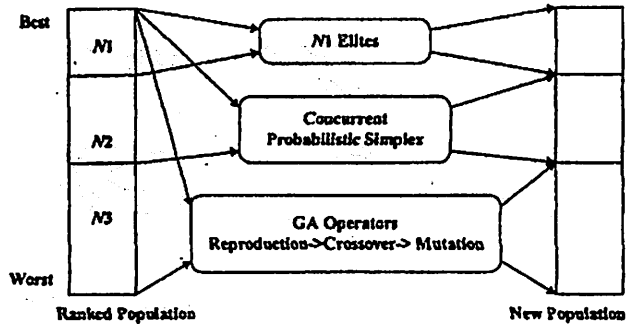 Best
N1
N1 Elites
Concurrent
Probabilistic Simplex
N2
N3
GA Operators
Reproduction->Crossover-> Mutation
Worst
Ranked Population
New Population